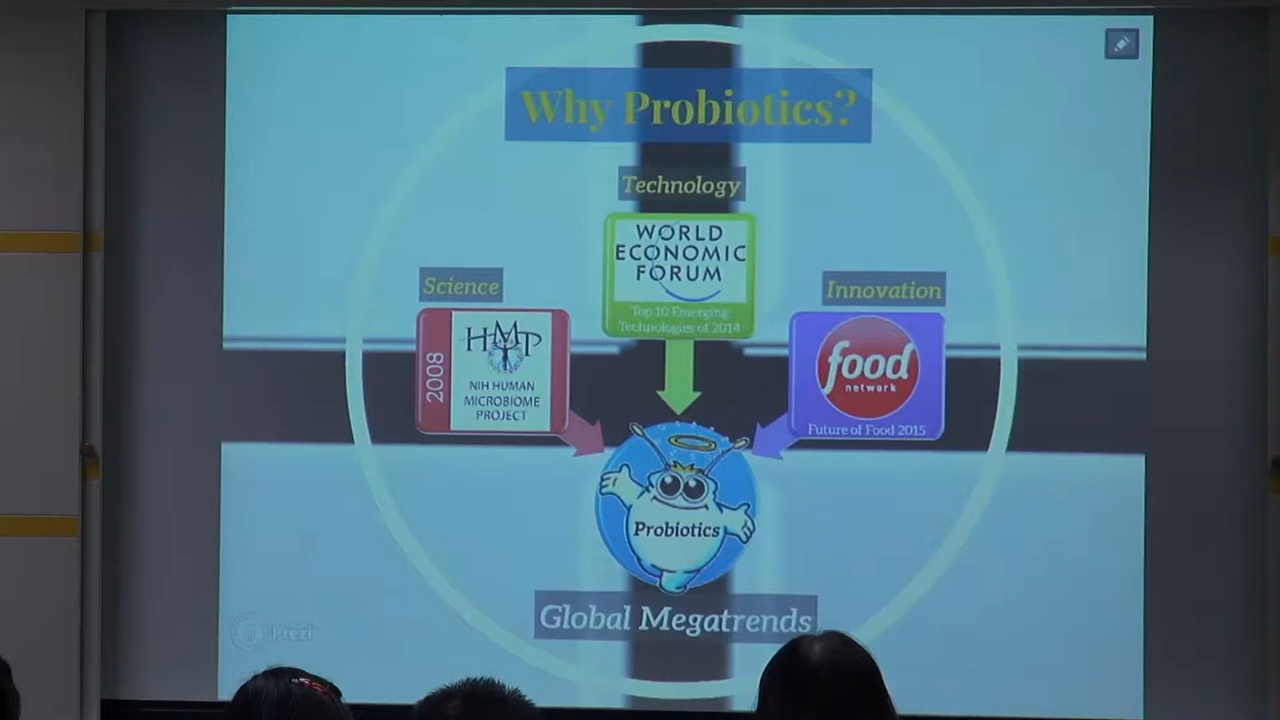 Why Probiotics?
Technology
WORLD
ECONOMIC
FORUM
Top 10 Emerging
Technologies of 2014
Science
2008
HMP
NIH HUMAN
MICROBIOME
PROJECT
Innovation
food
network
Future of Food 2015
Probiotics
Global Megatrends
Prezi